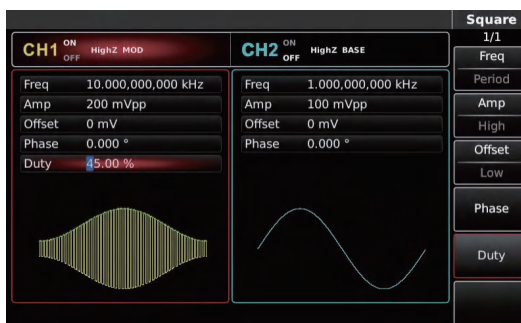 Square
1/1
CH1 ON OFF HighZ MOD
CH2 ON OFF HighZ BASE
Freq 10.000,000,000 kHz
Amp 200 mVpp
Offset 0 mV
Phase 0.000 °
Duty 45.00 %
Freq 1.000,000,000 kHz
Amp 100 mVpp
Offset 0 mV
Phase 0.000 °
Freq
Period
Amp
High
Offset
Low
Phase
Duty